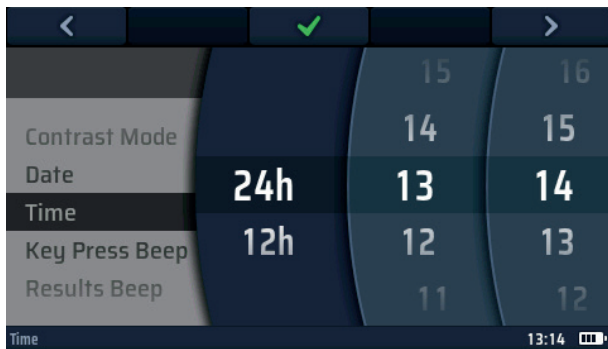 15 16
Contrast Mode 14 15
Date
24h 13 14
Time
12h 12 13
Key Press Beep
Results Beep 11 12
Time 13:14